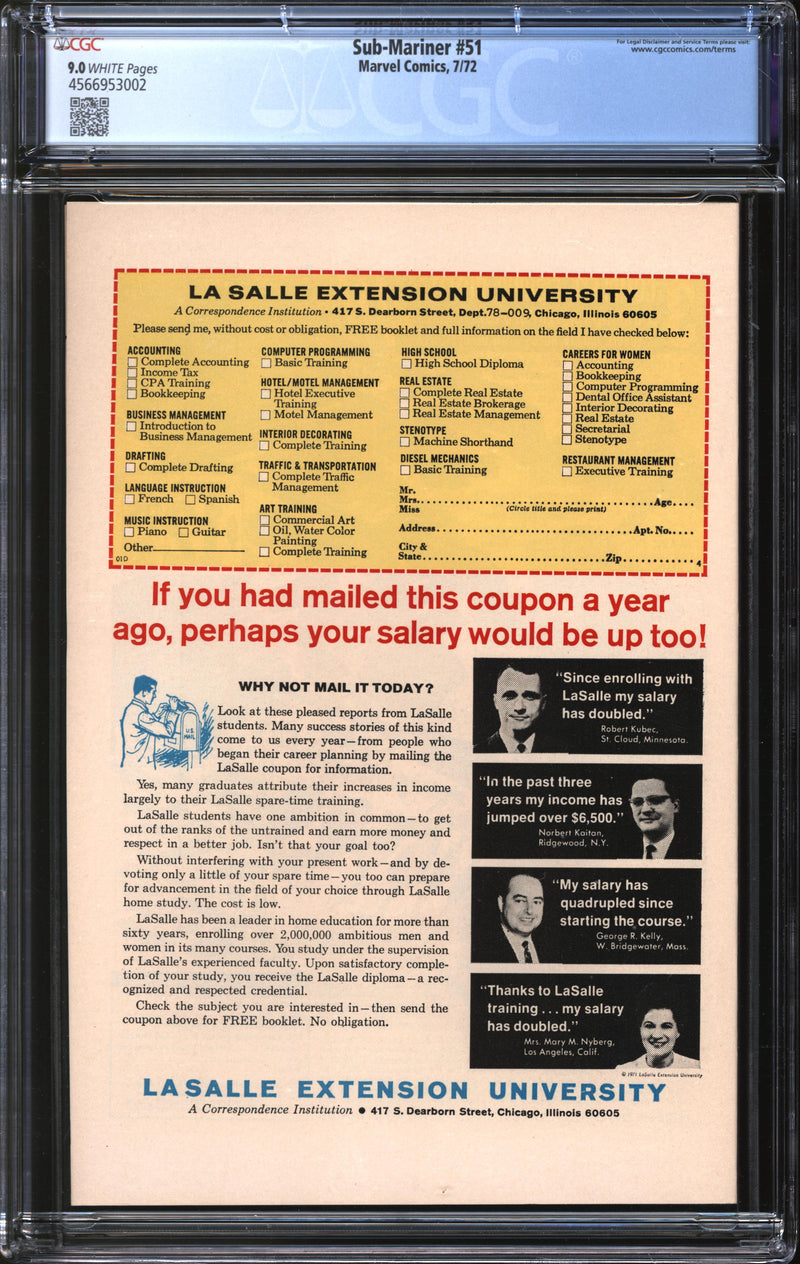 CGC
9.0 WHITE Pages
4566953002
Sub-Mariner #51
Marvel Comics, 7/72
For Legal Disclaimer and Service Terms please visit:
www.cgccomics.com/terms
CGC
LA SALLE EXTENSION UNIVERSITY
A Correspondence Institution • 417 S. Dearborn Street, Dept.78-009, Chicago, Illinois 60605
Please send me, without cost or obligation, FREE booklet and full information on the field I have checked below:
ACCOUNTING
Complete Accounting
Income Tax
CPA Training
Bookkeeping
BUSINESS MANAGEMENT
Introduction to
Business Management
DRAFTING
Complete Drafting
LANGUAGE INSTRUCTION
French Spanish
MUSIC INSTRUCTION
Piano Guitar
Other
01D
COMPUTER PROGRAMMING
Basic Training
HOTEL/MOTEL MANAGEMENT
Hotel Executive
Training
Motel Management
INTERIOR DECORATING
Complete Training
TRAFFIC & TRANSPORTATION
Complete Traffic
Management
ART TRAINING
Commercial Art
Oil, Water Color
Painting
Complete Training
HIGH SCHOOL
High School Diploma
REAL ESTATE
Complete Real Estate
Real Estate Brokerage
Real Estate Management
STENOTYPE
Machine Shorthand
DIESEL MECHANICS
Basic Training
CAREERS FOR WOMEN
Accounting
Bookkeeping
Computer Programming
Dental Office Assistant
Interior Decorating
Real Estate
Secretarial
Stenotype
RESTAURANT MANAGEMENT
Executive Training
Mr.
Mrs. Age
Miss (Circle title and please print)
Address Apt. No.
City &
State Zip
4
If you had mailed this coupon a year
ago, perhaps your salary would be up too!
WHY NOT MAIL IT TODAY?
U.S.
MAIL
Look at these pleased reports from LaSalle
students. Many success stories of this kind
come to us every year—from people who
began their career planning by mailing the
LaSalle coupon for information.
Yes, many graduates attribute their increases in income
largely to their LaSalle spare-time training.
LaSalle students have one ambition in common—to get
out of the ranks of the untrained and earn more money and
respect in a better job. Isn't that your goal too?
Without interfering with your present work—and by de-
voting only a little of your spare time—you too can prepare
for advancement in the field of your choice through LaSalle
home study. The cost is low.
LaSalle has been a leader in home education for more than
sixty years, enrolling over 2,000,000 ambitious men and
women in its many courses. You study under the supervision
of LaSalle's experienced faculty. Upon satisfactory comple-
tion of your study, you receive the LaSalle diploma—a rec-
ognized and respected credential.
Check the subject you are interested in—then send the
coupon above for FREE booklet. No obligation.
"Since enrolling with
LaSalle my salary
has doubled."
Robert Kubec,
St. Cloud, Minnesota.
"In the past three
years my income has
jumped over $6,500."
Norbert Kaitan,
Ridgewood, N.Y.
"My salary has
quadrupled since
starting the course."
George R. Kelly,
W. Bridgewater, Mass.
"Thanks to LaSalle
training . . . my salary
has doubled."
Mrs. Mary M. Nyberg,
Los Angeles, Calif.
© 1971 LaSalle Extension University
LASALLE EXTENSION UNIVERSITY
A Correspondence Institution ● 417 S. Dearborn Street, Chicago, Illinois 60605